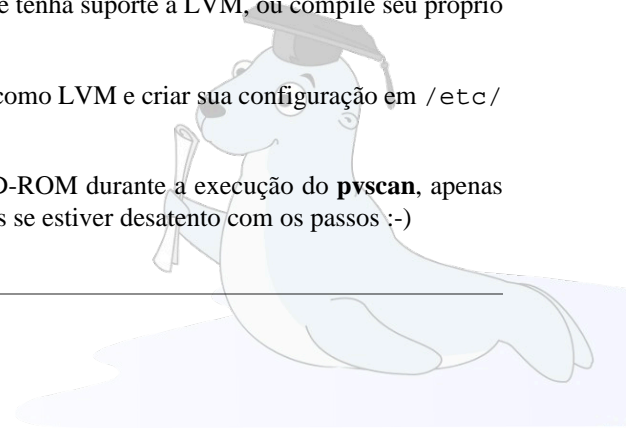 e tenha suporte a LVM, ou compile seu próprio
como LVM e criar sua configuração em /etc/
D-ROM durante a execução do pvscan, apenas
s se estiver desatento com os passos :-)